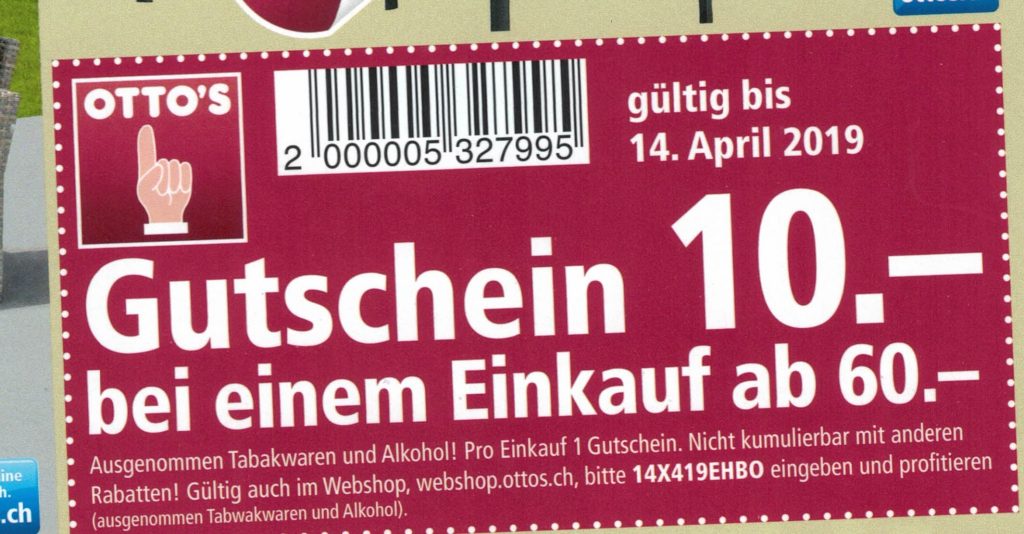 OTTO'S
2 000005 327995
gültig bis
14. April 2019
Gutschein 10.–
bei einem Einkauf ab 60.–
Ausgenommen Tabakwaren und Alkohol! Pro Einkauf 1 Gutschein. Nicht kumulierbar mit anderen
Rabatten! Gültig auch im Webshop, webshop.ottos.ch, bitte 14X419EHBO eingeben und profitieren
(ausgenommen Tabwakwaren und Alkohol).
.ch